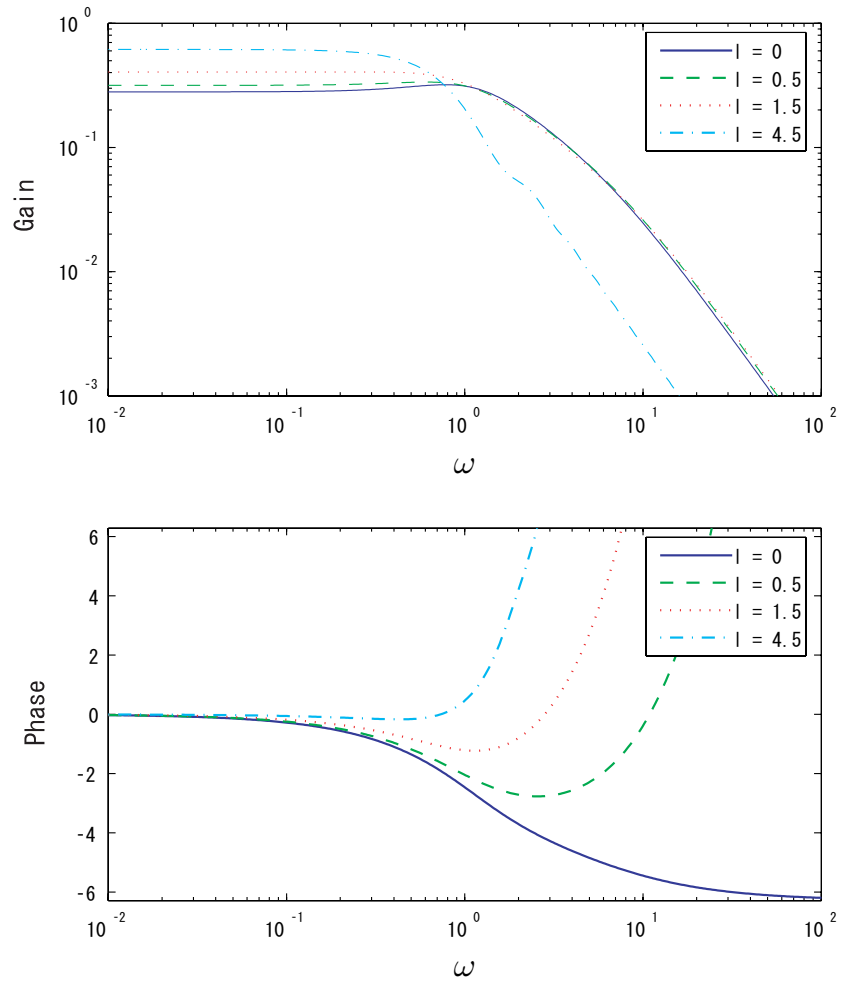 10^0
10^-1
10^-2
10^-3
Gain
l = 0
l = 0.5
l = 1.5
l = 4.5
10^-2 10^-1 10^0 10^1 10^2
ω
6
4
2
0
-2
-4
-6
Phase
l = 0
l = 0.5
l = 1.5
l = 4.5
10^-2 10^-1 10^0 10^1 10^2
ω